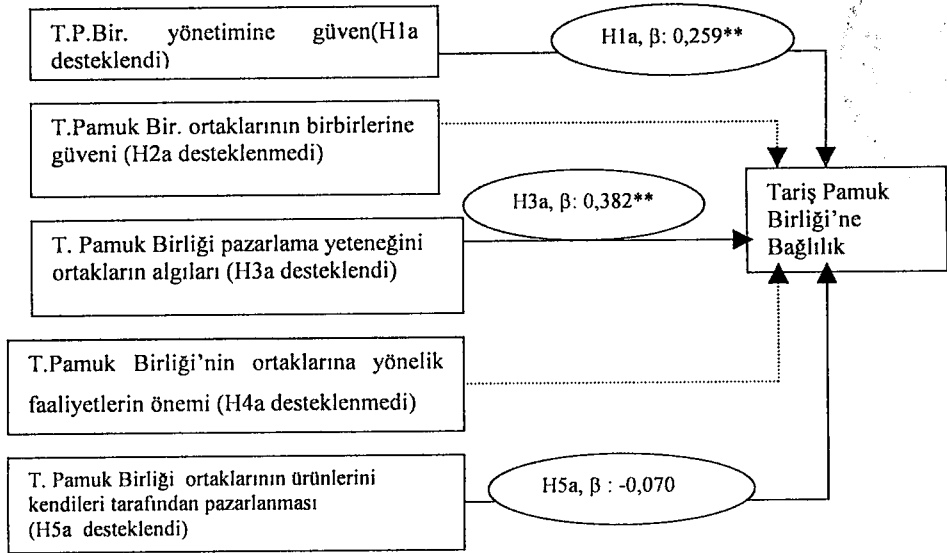 T.P.Bir. yönetimine güven(H1a
desteklendi)
H1a, β: 0,259**
T.Pamuk Bir. ortaklarının birbirlerine
güveni (H2a desteklenmedi)
H3a, β: 0,382**
T. Pamuk Birliği pazarlama yeteneğini
ortakların algıları (H3a desteklendi)
Tariş Pamuk
Birliği'ne
Bağlılık
T.Pamuk Birliği'nin ortaklarına yönelik
faaliyetlerin önemi (H4a desteklenmedi)
T. Pamuk Birliği ortaklarının ürünlerini
kendileri tarafından pazarlanması
(H5a desteklendi)
H5a, β : -0,070